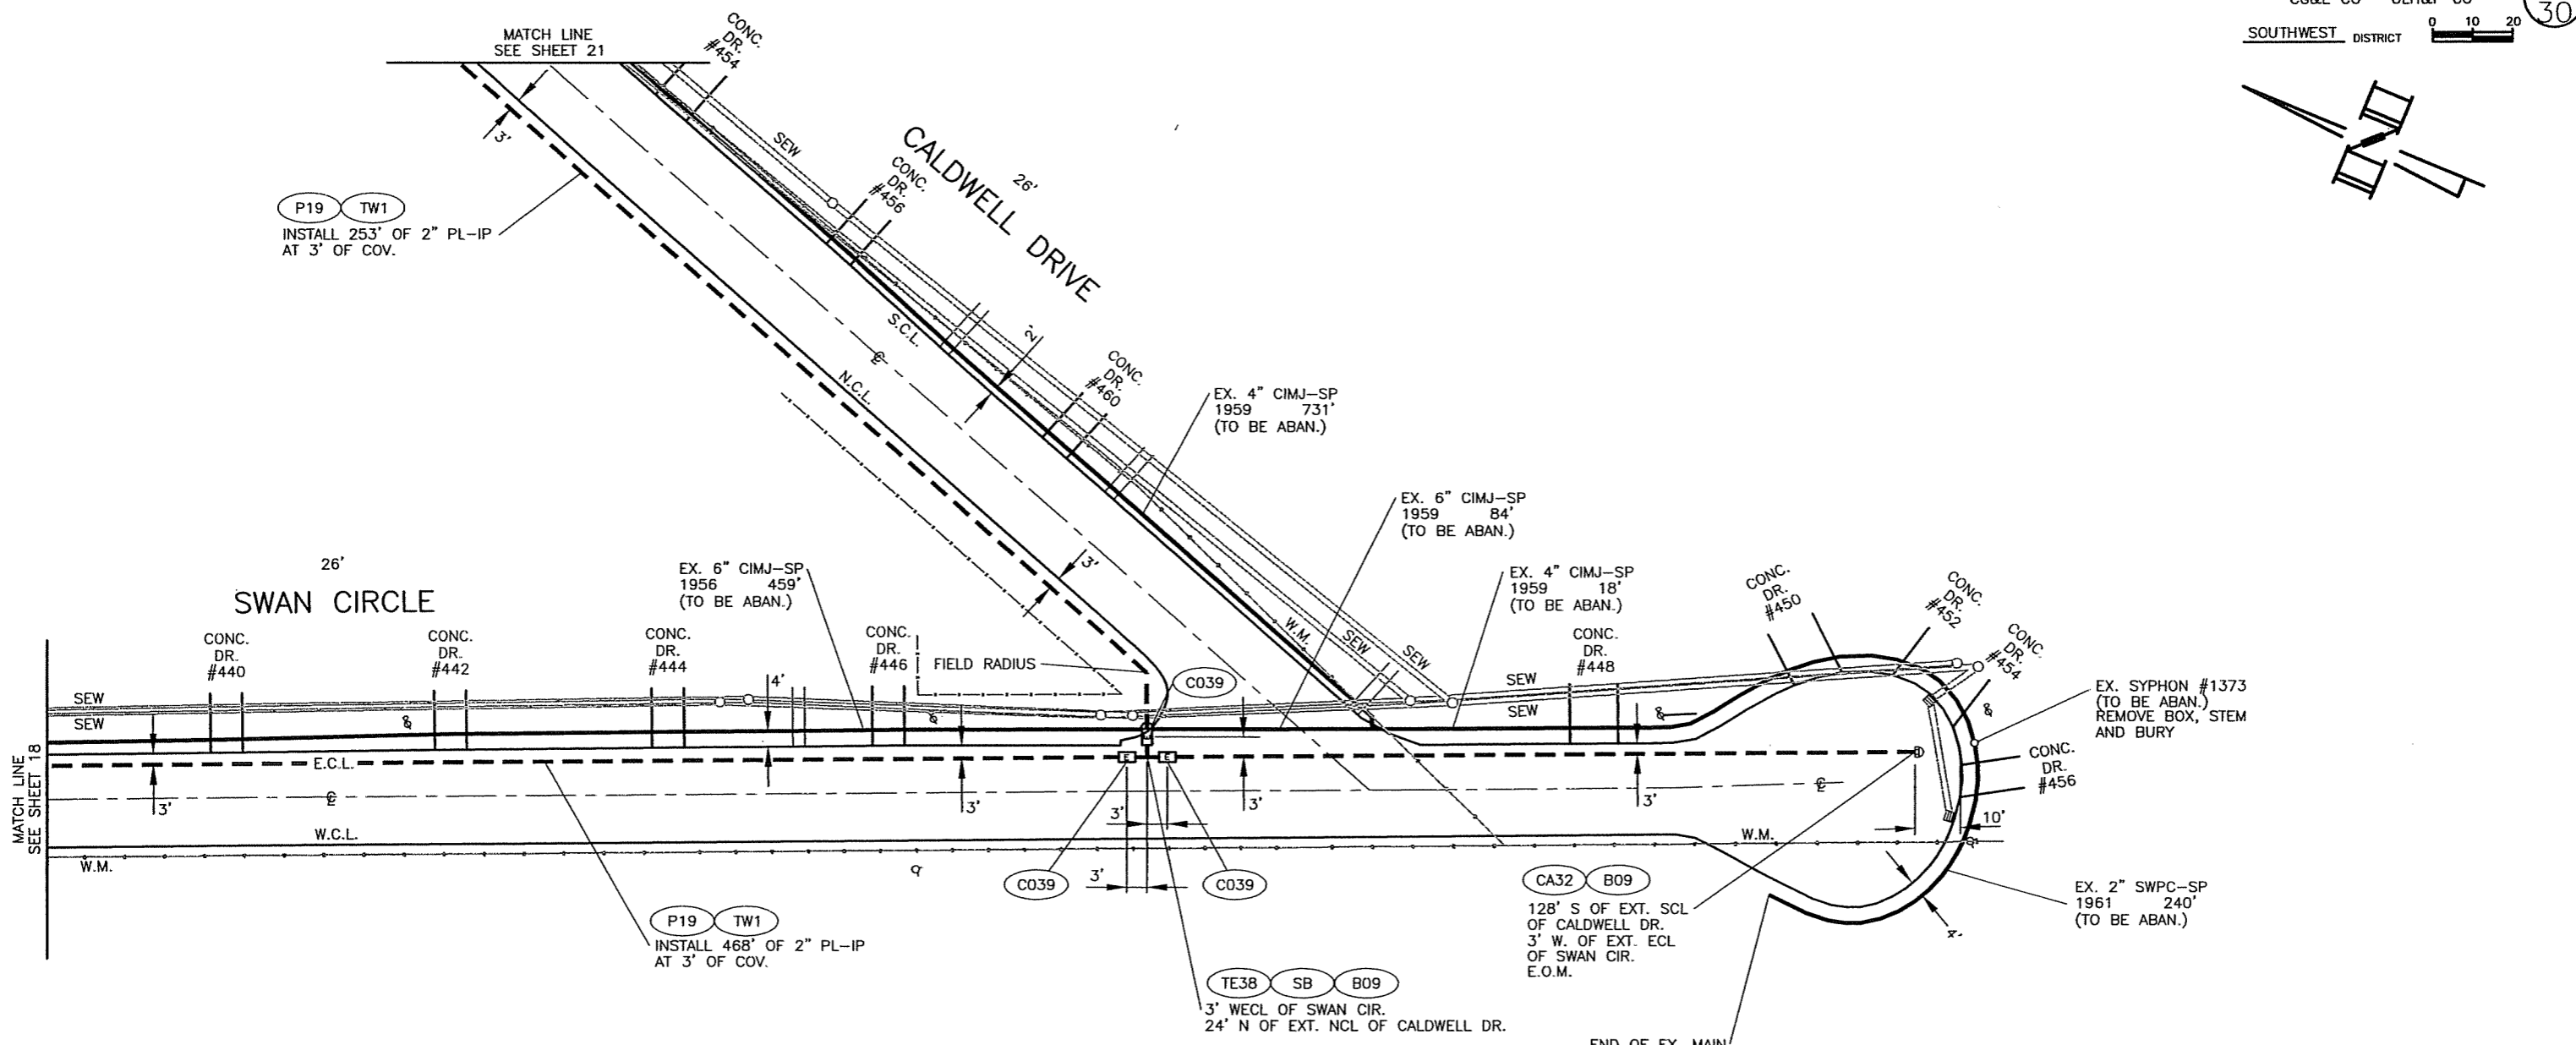 30
SOUTHWEST DISTRICT
0 10 20
MATCH LINE
SEE SHEET 21
CONC.
DR.
#454
3'
SEW
CALDWELL DRIVE
26'
CONC.
DR.
#456
P19 TW1
INSTALL 253' OF 2" PL-IP
AT 3' OF COV.
S.C.L.
N.C.L.
2'
CONC.
DR.
#460
EX. 4" CIMJ-SP
1959 731'
(TO BE ABAN.)
EX. 6" CIMJ-SP
1959 84'
(TO BE ABAN.)
3'
26'
SWAN CIRCLE
EX. 6" CIMJ-SP
1956 459'
(TO BE ABAN.)
EX. 4" CIMJ-SP
1959 18'
(TO BE ABAN.)
CONC.
DR.
#450
CONC.
DR.
#452
CONC.
DR.
#454
CONC.
DR.
#440
CONC.
DR.
#442
CONC.
DR.
#444
CONC.
DR.
#446
FIELD RADIUS
W.M.
SEW
SEW
CONC.
DR.
#448
C039
SEW
SEW
4'
SEW
SEW
EX. SYPHON #1373
(TO BE ABAN.)
REMOVE BOX, STEM
AND BURY
MATCH LINE
SEE SHEET 18
E.C.L.
E
E
CONC.
DR.
#456
3'
3'
3'
3'
3'
10'
W.C.L.
W.M.
W.M.
C039
3'
C039
CA32 B09
128' S OF EXT. SCL
OF CALDWELL DR.
3' W. OF EXT. ECL
OF SWAN CIR.
E.O.M.
EX. 2" SWPC-SP
1961 240'
(TO BE ABAN.)
4'
P19 TW1
INSTALL 468' OF 2" PL-IP
AT 3' OF COV.
TE38 SB B09
3' WECL OF SWAN CIR.
24' N OF EXT. NCL OF CALDWELL DR.
END OF EX. MAIN